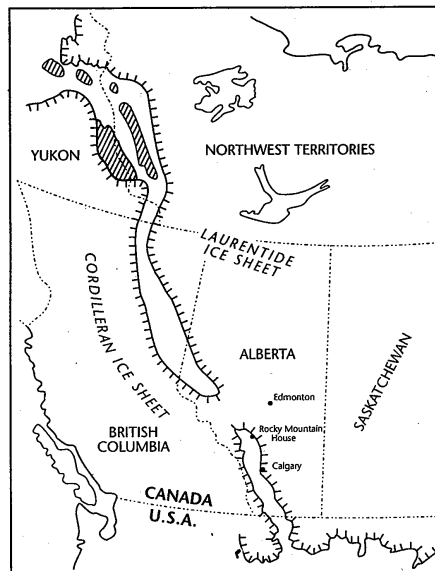 YUKON
NORTHWEST TERRITORIES
LAURENTIDE
ICE SHEET
CORDILLERAN ICE SHEET
ALBERTA
SASKATCHEWAN
Edmonton
BRITISH
COLUMBIA
Rocky Mountain
House
Calgary
CANADA
U.S.A.